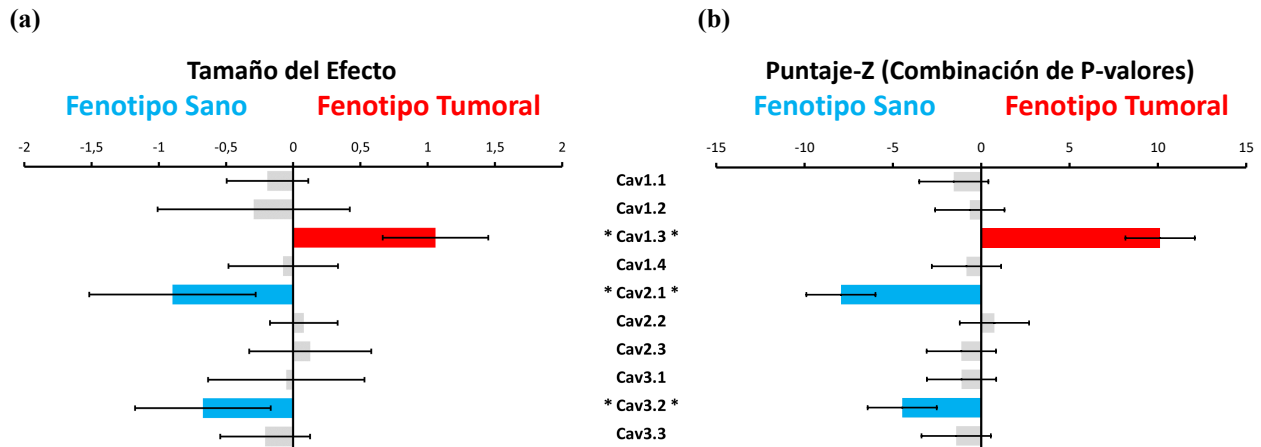 (a)
(b)
Tamaño del Efecto
Puntaje-Z (Combinación de P-valores)
Fenotipo Sano Fenotipo Tumoral
Fenotipo Sano Fenotipo Tumoral
-2 -1,5 -1 -0,5 0 0,5 1 1,5 2
-15 -10 -5 0 5 10 15
Cav1.1
Cav1.2
* Cav1.3 *
Cav1.4
* Cav2.1 *
Cav2.2
Cav2.3
Cav3.1
* Cav3.2 *
Cav3.3